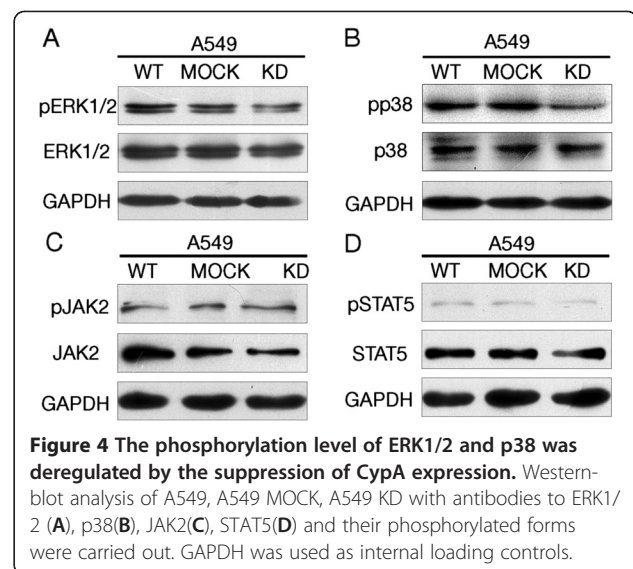 A
A549
WT MOCK KD
pERK1/2
ERK1/2
GAPDH
B
A549
WT MOCK KD
pp38
p38
GAPDH
C
A549
WT MOCK KD
pJAK2
JAK2
GAPDH
D
A549
WT MOCK KD
pSTAT5
STAT5
GAPDH
Figure 4 The phosphorylation level of ERK1/2 and p38 was
deregulated by the suppression of CypA expression. Western-
blot analysis of A549, A549 MOCK, A549 KD with antibodies to ERK1/
2 (A), p38(B), JAK2(C), STAT5(D) and their phosphorylated forms
were carried out. GAPDH was used as internal loading controls.